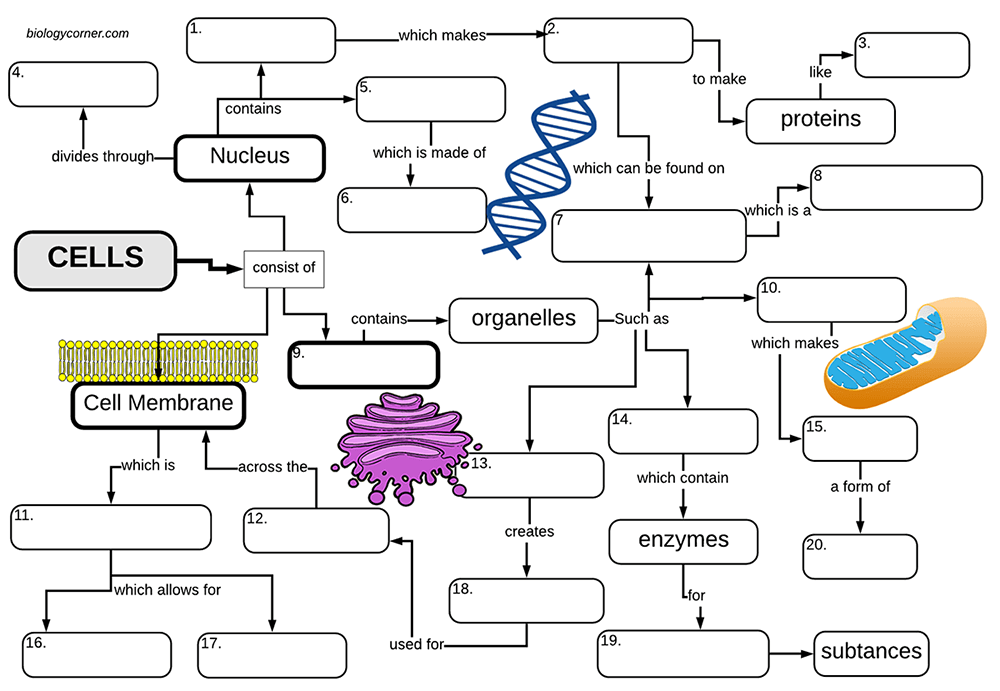 biologycorner.com
1.
which makes
2.
3.
4.
to make
like
5.
contains
proteins
divides through
Nucleus
which is made of
which can be found on
8
6.
7
which is a
CELLS
consist of
10.
contains
organelles
Such as
which makes
9.
Cell Membrane
14.
15.
which is
across the
13.
which contain
a form of
11.
12.
creates
enzymes
20.
which allows for
18.
for
16.
17.
used for
19.
subtances